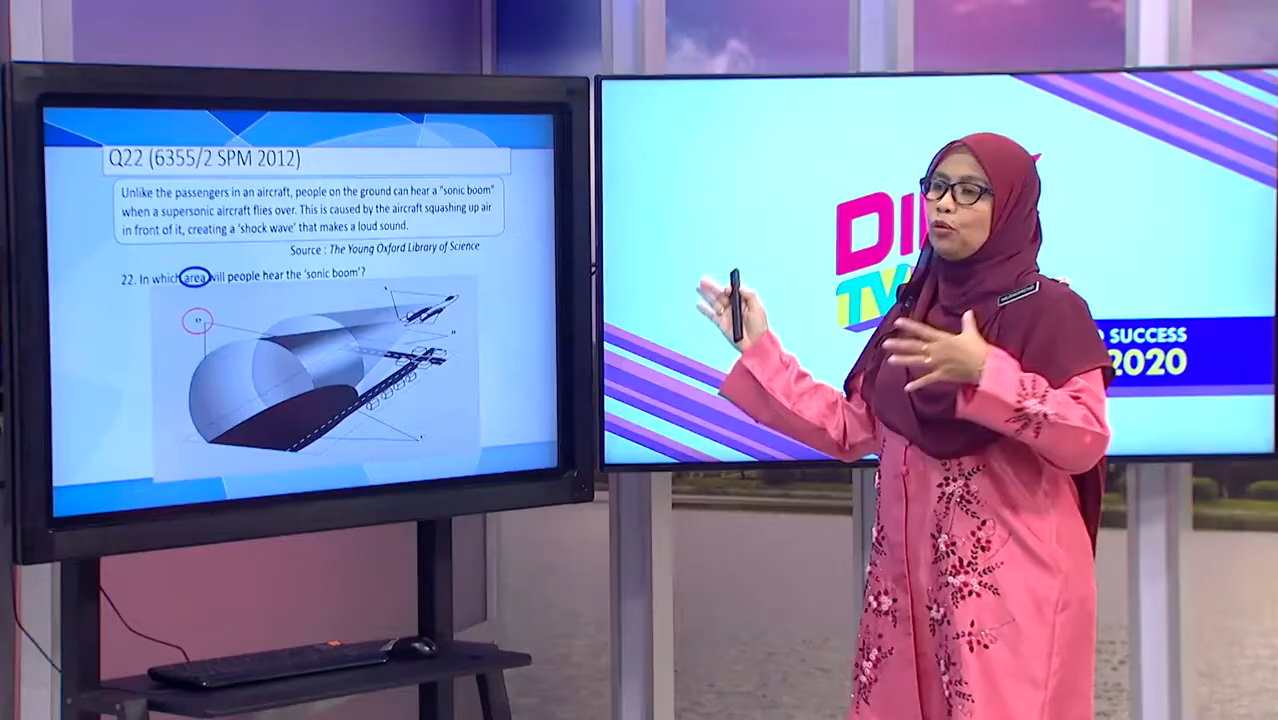 Q22 (6355/2 SPM 2012)
Unlike the passengers in an aircraft, people on the ground can hear a "sonic boom"
when a supersonic aircraft flies over. This is caused by the aircraft squashing up air
in front of it, creating a 'shock wave' that makes a loud sound.
Source : The Young Oxford Library of Science
22. In which area will people hear the 'sonic boom'?
DI
TV
SUCCESS
2020